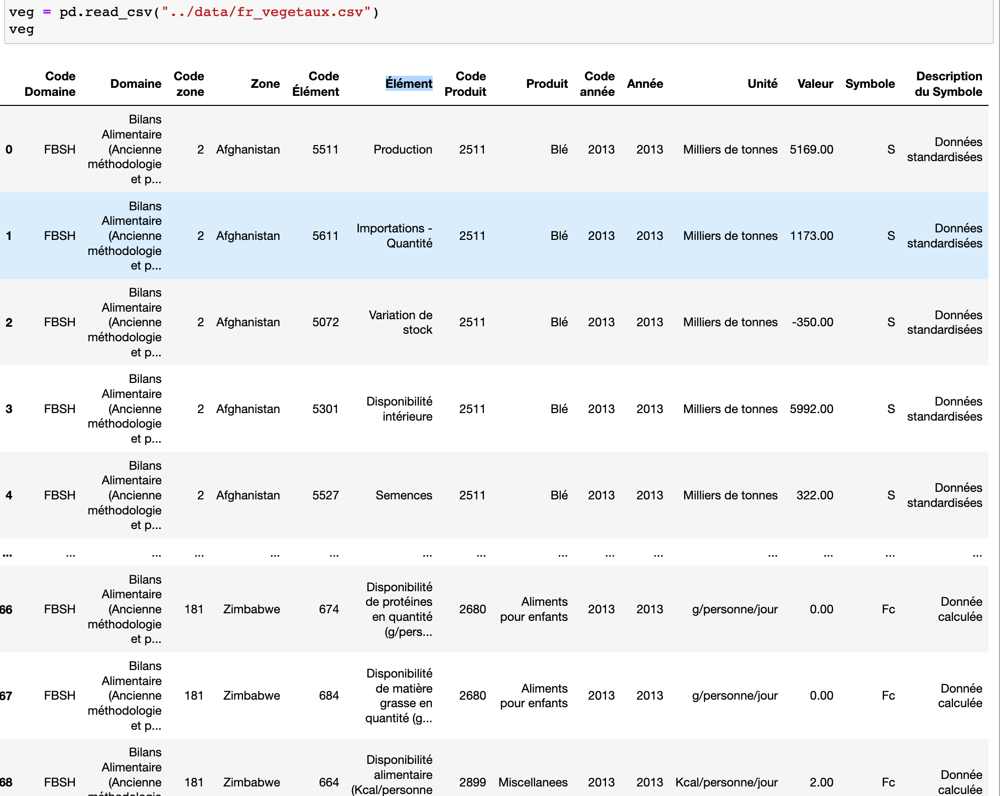 veg = pd.read_csv("../data/fr_vegetaux.csv")
veg
Code Domaine Domaine Code zone Zone Code Élément Élément Code Produit Produit Code année Année Unité Valeur Symbole Description du Symbole
0 FBSH Bilans Alimentaire (Ancienne méthodologie et p... 2 Afghanistan 5511 Production 2511 Blé 2013 2013 Milliers de tonnes 5169.00 S Données standardisées
1 FBSH Bilans Alimentaire (Ancienne méthodologie et p... 2 Afghanistan 5611 Importations - Quantité 2511 Blé 2013 2013 Milliers de tonnes 1173.00 S Données standardisées
2 FBSH Bilans Alimentaire (Ancienne méthodologie et p... 2 Afghanistan 5072 Variation de stock 2511 Blé 2013 2013 Milliers de tonnes -350.00 S Données standardisées
3 FBSH Bilans Alimentaire (Ancienne méthodologie et p... 2 Afghanistan 5301 Disponibilité intérieure 2511 Blé 2013 2013 Milliers de tonnes 5992.00 S Données standardisées
4 FBSH Bilans Alimentaire (Ancienne méthodologie et p... 2 Afghanistan 5527 Semences 2511 Blé 2013 2013 Milliers de tonnes 322.00 S Données standardisées
... ... ... ... ... ... ... ... ... ... ... ... ... ... ...
66 FBSH Bilans Alimentaire (Ancienne méthodologie et p... 181 Zimbabwe 674 Disponibilité de protéines en quantité (g/pers... 2680 Aliments pour enfants 2013 2013 g/personne/jour 0.00 Fc Donnée calculée
67 FBSH Bilans Alimentaire (Ancienne méthodologie et p... 181 Zimbabwe 684 Disponibilité de matière grasse en quantité (g... 2680 Aliments pour enfants 2013 2013 g/personne/jour 0.00 Fc Donnée calculée
68 FBSH Bilans Alimentaire (Ancienne méthodologie 181 Zimbabwe 664 Disponibilité alimentaire (Kcal/personne 2899 Miscellanees 2013 2013 Kcal/personne/jour 2.00 Fc Donnée calculée